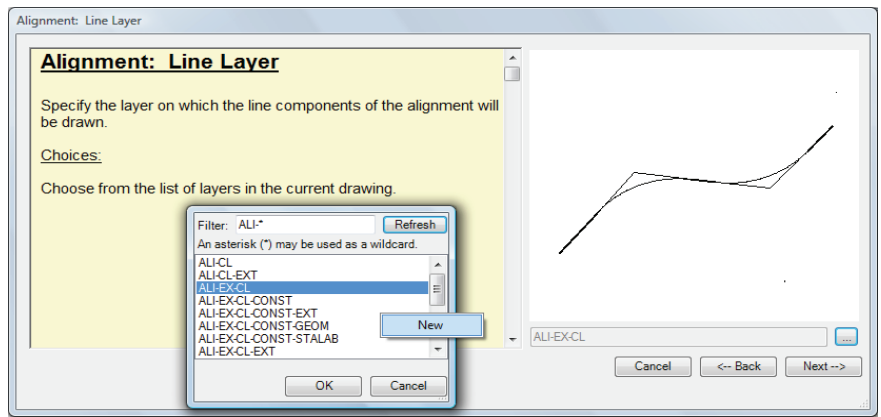 Alignment: Line Layer
Alignment: Line Layer
Specify the layer on which the line components of the alignment will
be drawn.
Choices:
Choose from the list of layers in the current drawing.
Filter: ALI-*
Refresh
An asterisk (*) may be used as a wildcard.
ALI-CL
ALI-CL-EXT
ALI-EX-CL
ALI-EX-CL-CONST
ALI-EX-CL-CONST-EXT
ALI-EX-CL-CONST-GEOM
ALI-EX-CL-CONST-STALAB
ALI-EX-CL-EXT
New
OK
Cancel
ALI-EX-CL
...
Cancel
<-- Back
Next -->